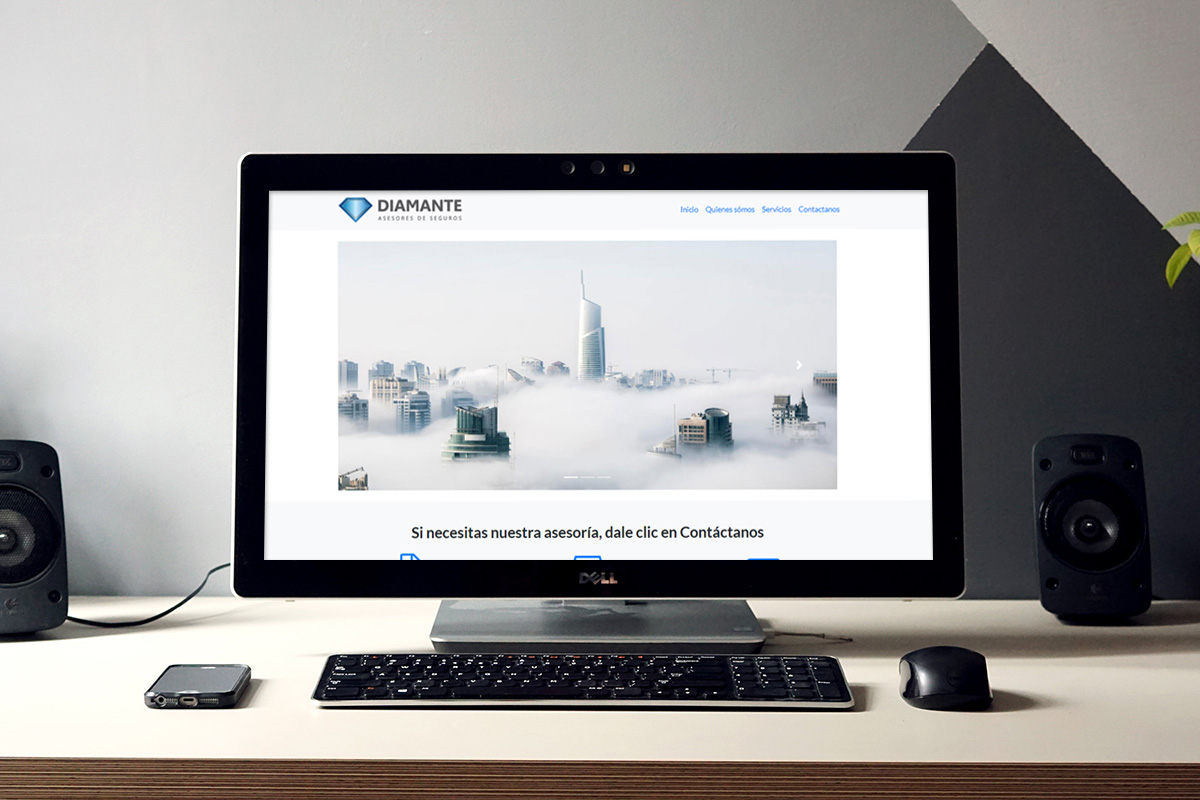 DIAMANTE
ASESORES DE SEGUROS
Inicio Quienes sómos Servicios Contactanos
Si necesitas nuestra asesoría, dale clic en Contáctanos
DELL